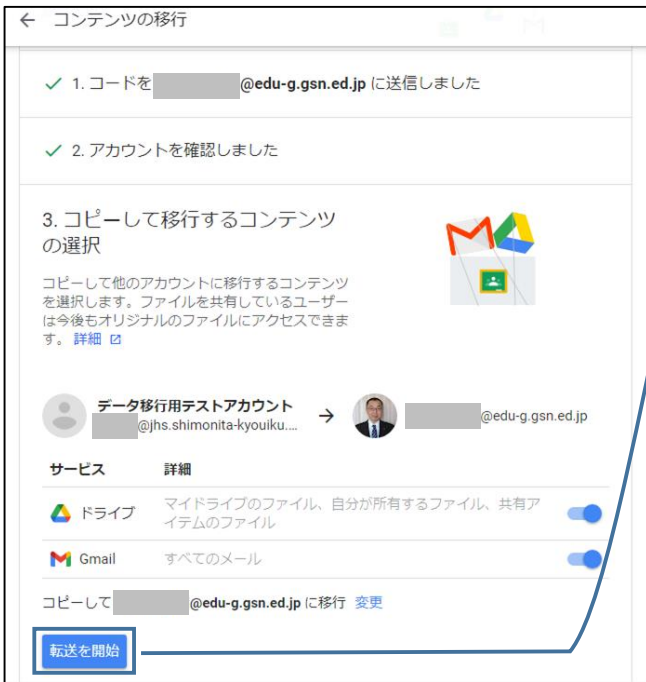 ← コンテンツの移行
✓ 1. コードを @edu-g.gsn.ed.jp に送信しました
✓ 2. アカウントを確認しました
3. コピーして移行するコンテンツ
の選択
コピーして他のアカウントに移行するコンテンツ
を選択します。ファイルを共有しているユーザー
は今後もオリジナルのファイルにアクセスできま
す。 詳細
データ移行用テストアカウント
@jhs.shimonita-kyouiku.... → @edu-g.gsn.ed.jp
サービス 詳細
ドライブ マイドライブのファイル、自分が所有するファイル、共有ア
イテムのファイル
Gmail すべてのメール
コピーして @edu-g.gsn.ed.jp に移行 変更
転送を開始